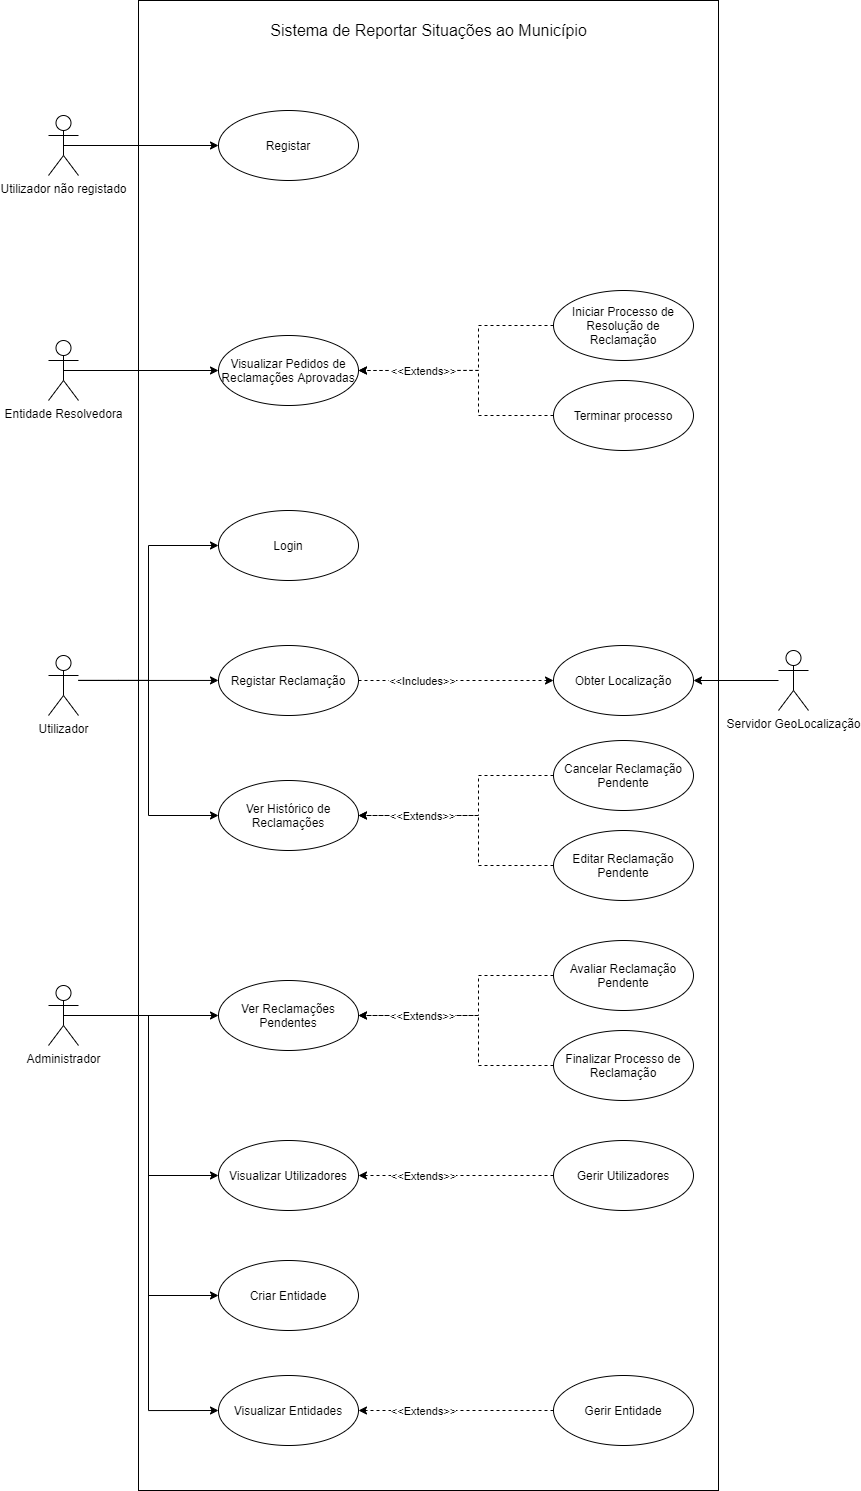 Sistema de Reportar Situações ao Município
Registar
Utilizador não registado
Iniciar Processo de
Resolução de
Reclamação
Visualizar Pedidos de
Reclamações Aprovadas
<<Extends>>
Entidade Resolvedora
Terminar processo
Login
Registar Reclamação
<<Includes>>
Obter Localização
Utilizador
Servidor GeoLocalização
Cancelar Reclamação
Pendente
Ver Histórico de
Reclamações
<<Extends>>
Editar Reclamação
Pendente
Avaliar Reclamação
Pendente
Ver Reclamações
Pendentes
<<Extends>>
Administrador
Finalizar Processo de
Reclamação
Visualizar Utilizadores
<<Extends>>
Gerir Utilizadores
Criar Entidade
Visualizar Entidades
<<Extends>>
Gerir Entidade